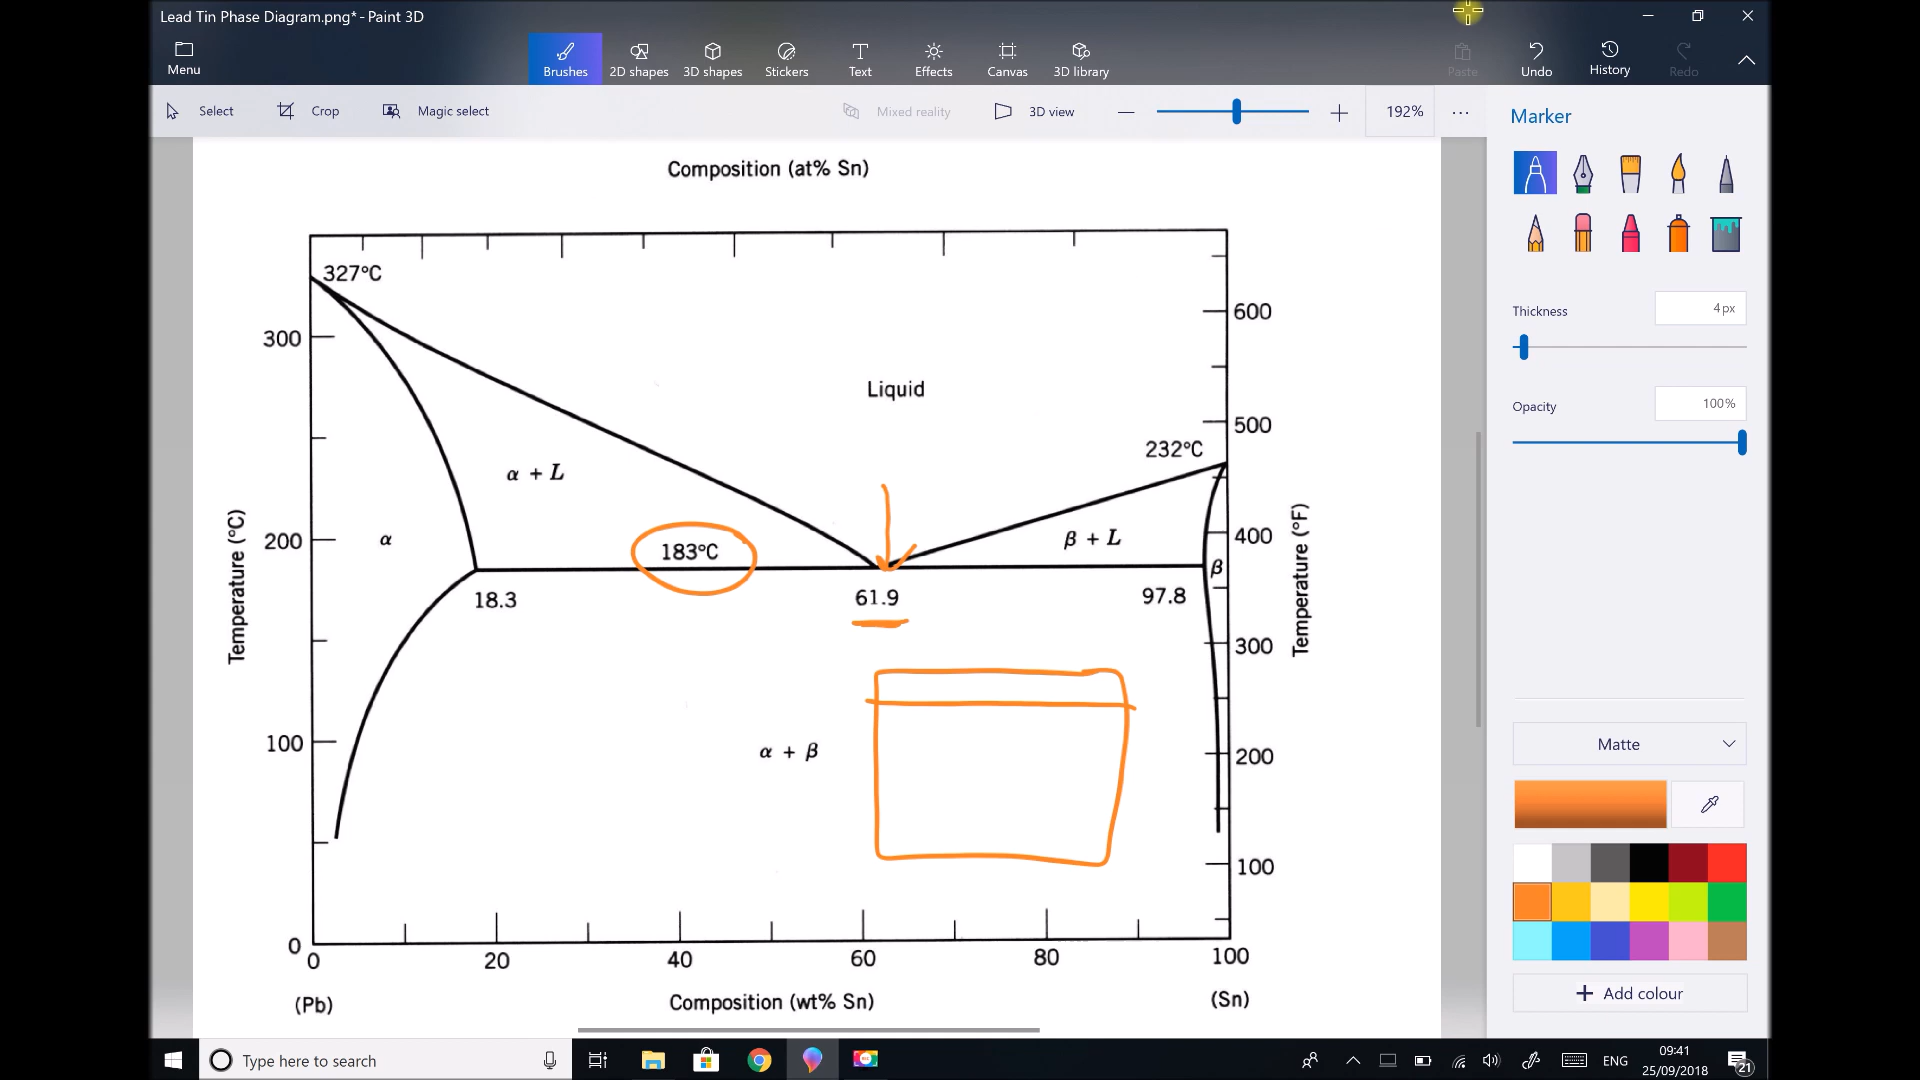 Lead Tin Phase Diagram.png* - Paint 3D
Menu
Brushes
2D shapes
3D shapes
Stickers
Text
Effects
Canvas
3D library
Paste
Undo
History
Redo
Select
Crop
Magic select
Mixed reality
3D view
192%
Marker
Thickness
4px
Opacity
100%
Matte
Add colour
Composition (at% Sn)
327°C
300
600
Liquid
500
232°C
α + L
Temperature (°C)
200
α
183°C
β + L
400
Temperature (°F)
β
18.3
61.9
97.8
300
100
α + β
200
100
0
0
20
40
60
80
100
(Pb)
Composition (wt% Sn)
(Sn)
Type here to search
ENG
09:41
25/09/2018
21